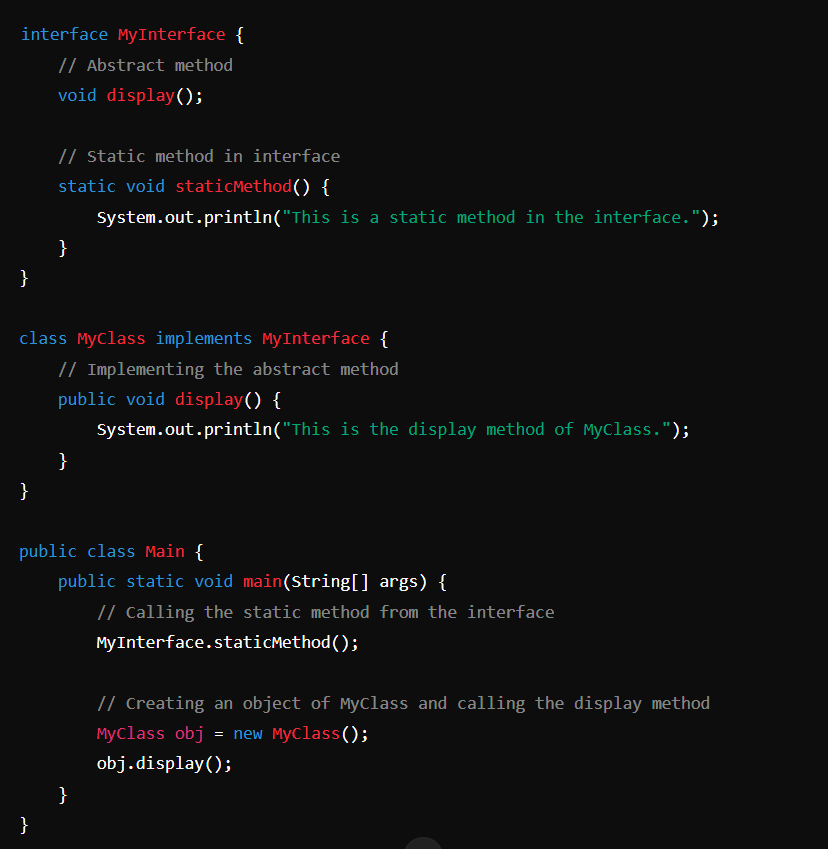 interface MyInterface {
    // Abstract method
    void display();

    // Static method in interface
    static void staticMethod() {
        System.out.println("This is a static method in the interface.");
    }
}

class MyClass implements MyInterface {
    // Implementing the abstract method
    public void display() {
        System.out.println("This is the display method of MyClass.");
    }
}

public class Main {
    public static void main(String[] args) {
        // Calling the static method from the interface
        MyInterface.staticMethod();

        // Creating an object of MyClass and calling the display method
        MyClass obj = new MyClass();
        obj.display();
    }
}